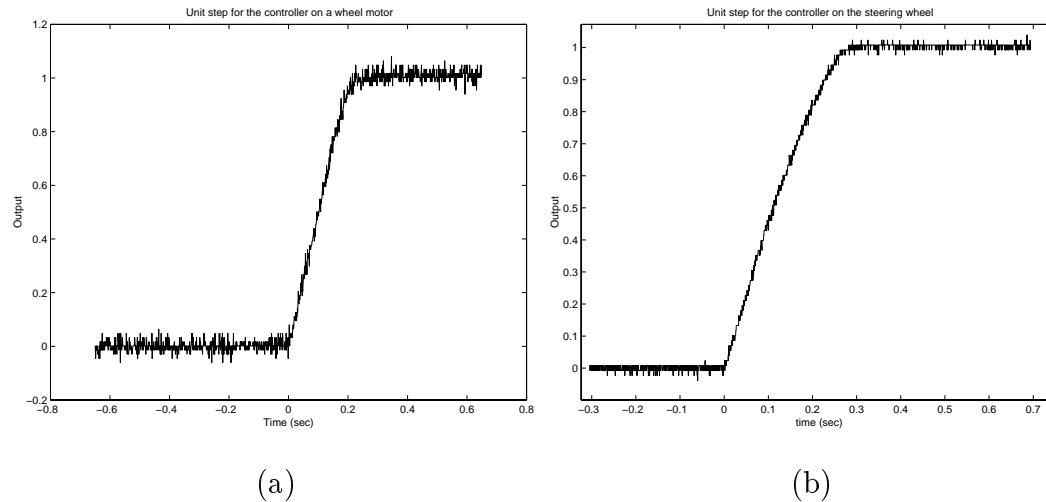 Unit step for the controller on a wheel motor
1.2
1
0.8
0.6
0.4
0.2
0
−0.2
Output
−0.8 −0.6 −0.4 −0.2 0 0.2 0.4 0.6 0.8
Time (sec)
(a)
Unit step for the controller on the steering wheel
1
0.9
0.8
0.7
0.6
0.5
0.4
0.3
0.2
0.1
0
Output
−0.3 −0.2 −0.1 0 0.1 0.2 0.3 0.4 0.5 0.6 0.7
time (sec)
(b)